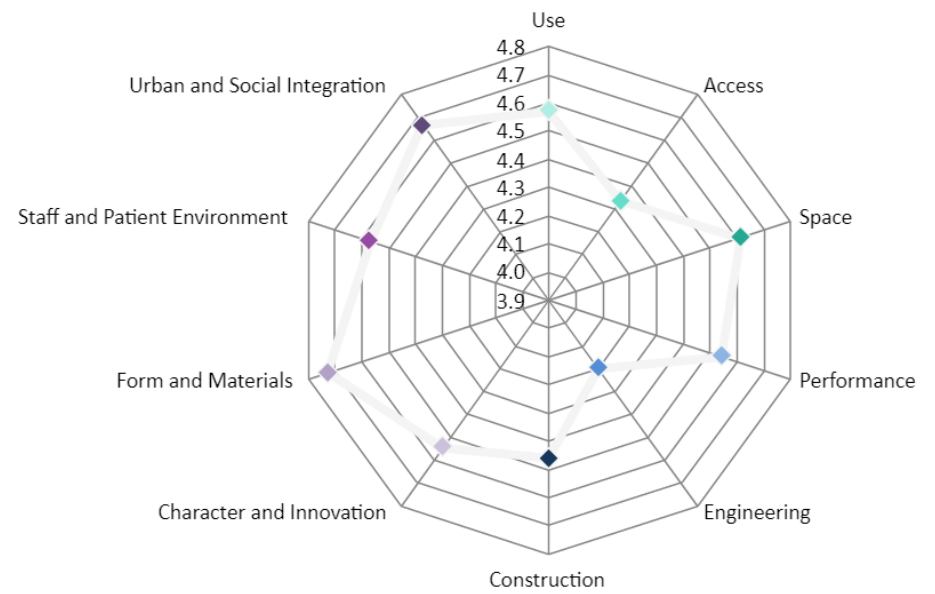 Use
4.8
4.7
Urban and Social Integration
Access
4.6
4.5
4.4
4.3
Staff and Patient Environment
4.2
Space
4.1
4.0
3.9
Form and Materials
Performance
Character and Innovation
Engineering
Construction